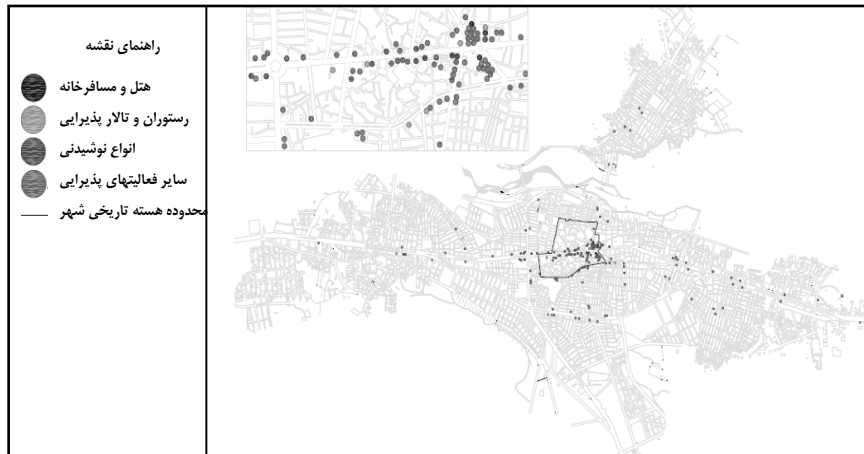 راهنمای نقشه
هتل و مسافرخانه
رستوران و تالار پذیرایی
انواع نوشیدنی
سایر فعالیتهای پذیرایی
محدوده هسته تاریخی شهر